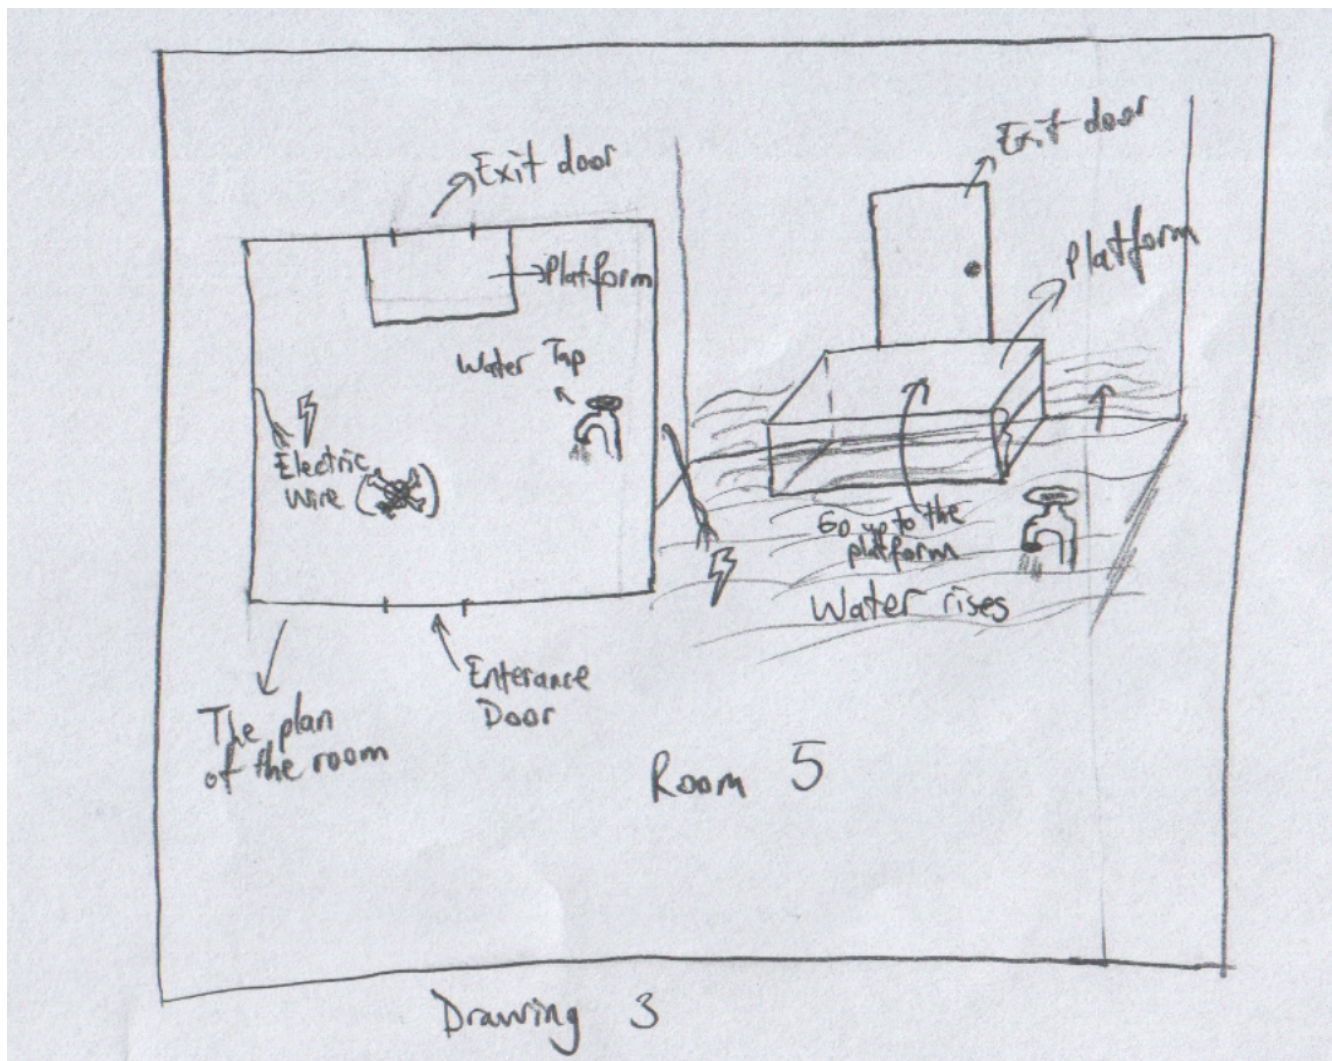 Exit door
Platform
Water Tap
Electric
Wire
Enterance
Door
The plan
of the room
Exit door
Platform
Go up to the
platform
Water rises
Room 5
Drawing 3